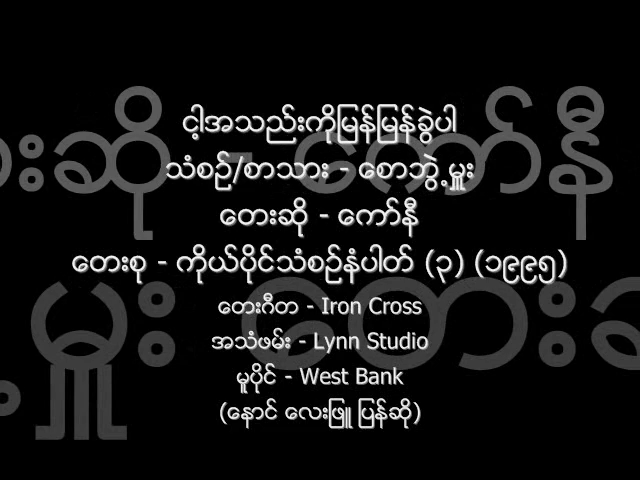 ငါ့အသည်းကိုမြန်မြန်ခွဲပါ
သံစဉ်/စာသား - စောဘွဲ့မှူး
တေးဆို - ကော်နီ
တေးစု - ကိုယ်ပိုင်သံစဉ်နံပါတ် (၃) (၁၉၉၅)
တေးဂီတ - Iron Cross
အသံဖမ်း - Lynn Studio
မူပိုင် - West Bank
(နောင် လေးဖြူ ပြန်ဆို)